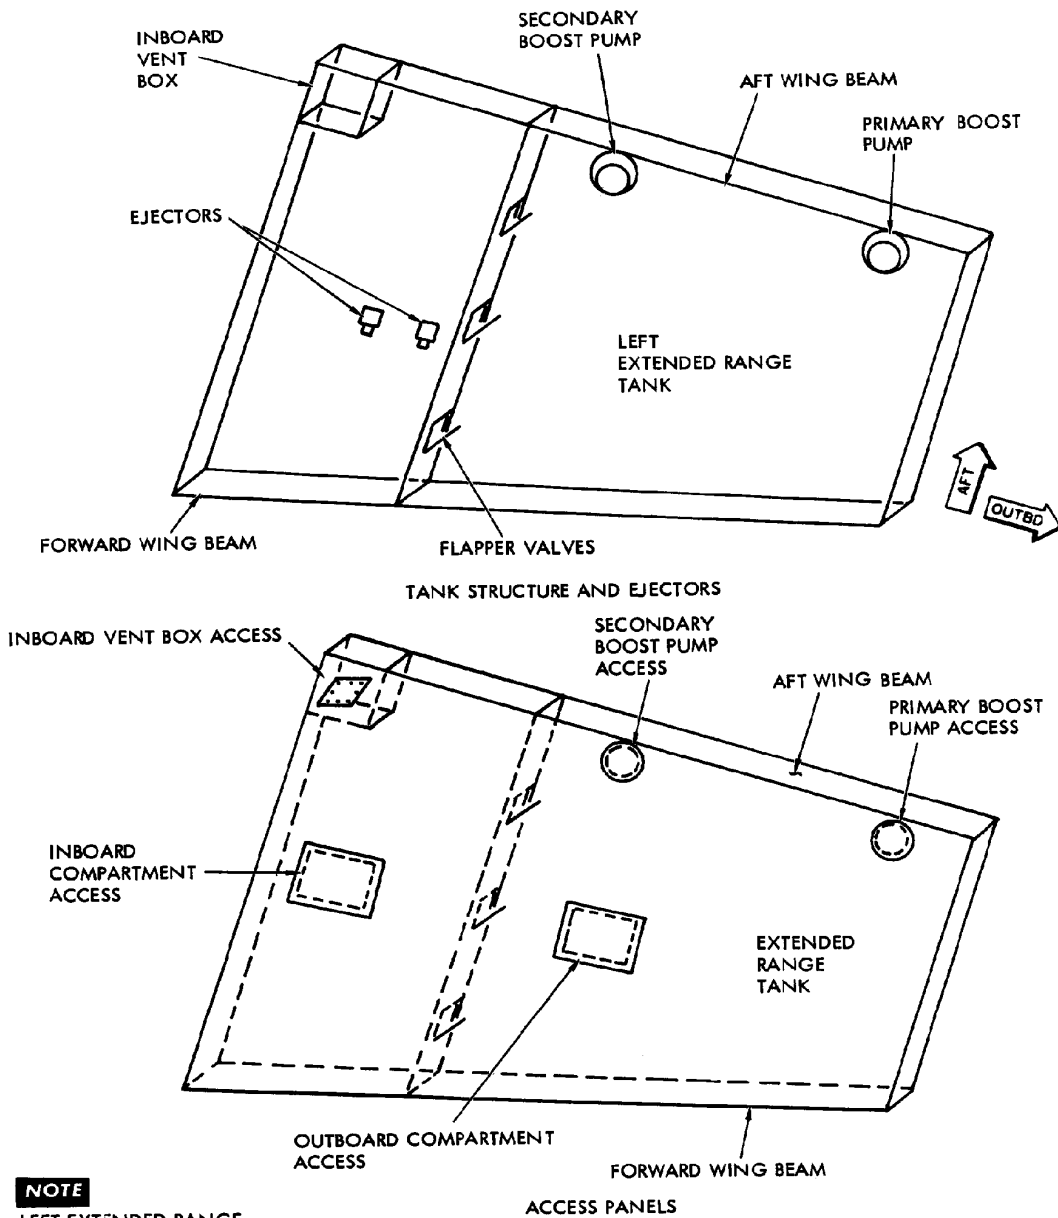 SECONDARY
BOOST PUMP
INBOARD
VENT
BOX
AFT WING BEAM
PRIMARY BOOST
PUMP
EJECTORS
LEFT
EXTENDED RANGE
TANK
AFT
OUTBD
FORWARD WING BEAM
FLAPPER VALVES
TANK STRUCTURE AND EJECTORS
INBOARD VENT BOX ACCESS
SECONDARY
BOOST PUMP
ACCESS
AFT WING BEAM
PRIMARY BOOST
PUMP ACCESS
INBOARD
COMPARTMENT
ACCESS
EXTENDED
RANGE
TANK
OUTBOARD COMPARTMENT
ACCESS
FORWARD WING BEAM
NOTE
ACCESS PANELS
LEFT EXTENDED RANGE